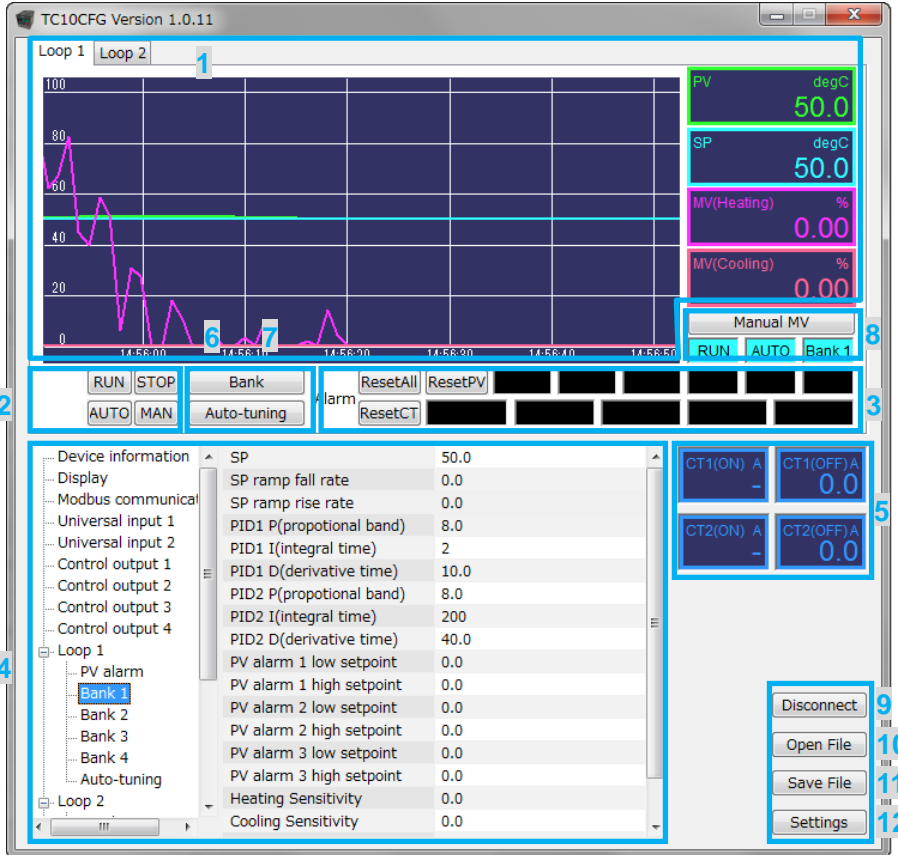 TC10CFG Version 1.0.11
Loop 1 Loop 2
1
100
80
60
40
20
0
14:56:00 14:56:10 14:56:20 14:56:30 14:56:40 14:56:50
PV degC
50.0
SP degC
50.0
MV(Heating) %
0.00
MV(Cooling) %
0.00
Manual MV
RUN AUTO Bank 1
8
6 7
2
RUN STOP
AUTO MAN
Bank
Auto-tuning
Alarm
ResetAll ResetPV
ResetCT
3
4
Device information
Display
Modbus communicat
Universal input 1
Universal input 2
Control output 1
Control output 2
Control output 3
Control output 4
Loop 1
PV alarm
Bank 1
Bank 2
Bank 3
Bank 4
Auto-tuning
Loop 2
SP 50.0
SP ramp fall rate 0.0
SP ramp rise rate 0.0
PID1 P(propotional band) 8.0
PID1 I(integral time) 2
PID1 D(derivative time) 10.0
PID2 P(propotional band) 8.0
PID2 I(integral time) 200
PID2 D(derivative time) 40.0
PV alarm 1 low setpoint 0.0
PV alarm 1 high setpoint 0.0
PV alarm 2 low setpoint 0.0
PV alarm 2 high setpoint 0.0
PV alarm 3 low setpoint 0.0
PV alarm 3 high setpoint 0.0
Heating Sensitivity 0.0
Cooling Sensitivity 0.0
CT1(ON) A CT1(OFF) A
- 0.0
CT2(ON) A CT2(OFF) A
- 0.0
5
Disconnect 9
Open File 10
Save File 11
Settings 12